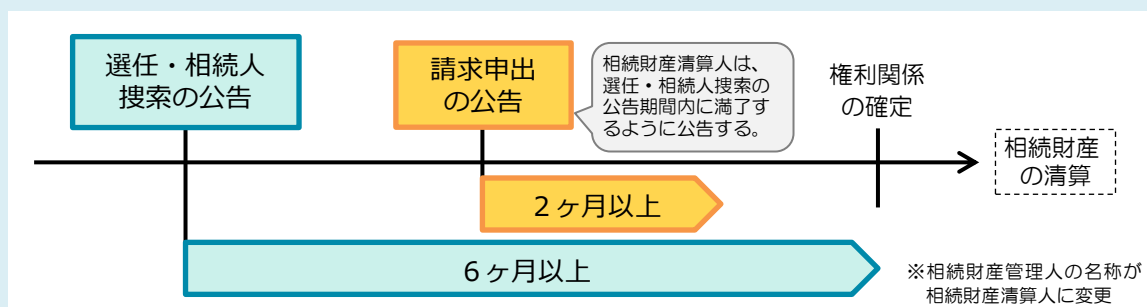 選任・相続人
捜索の公告
請求申出
の公告
相続財産清算人は、
選任・相続人捜索の
公告期間内に満了す
るように公告する。
権利関係
の確定
相続財産
の清算
２ヶ月以上
６ヶ月以上
※相続財産管理人の名称が
相続財産清算人に変更